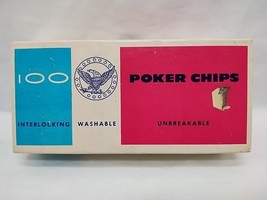 100
POKER CHIPS
INTERLOCKING WASHABLE UNBREAKABLE